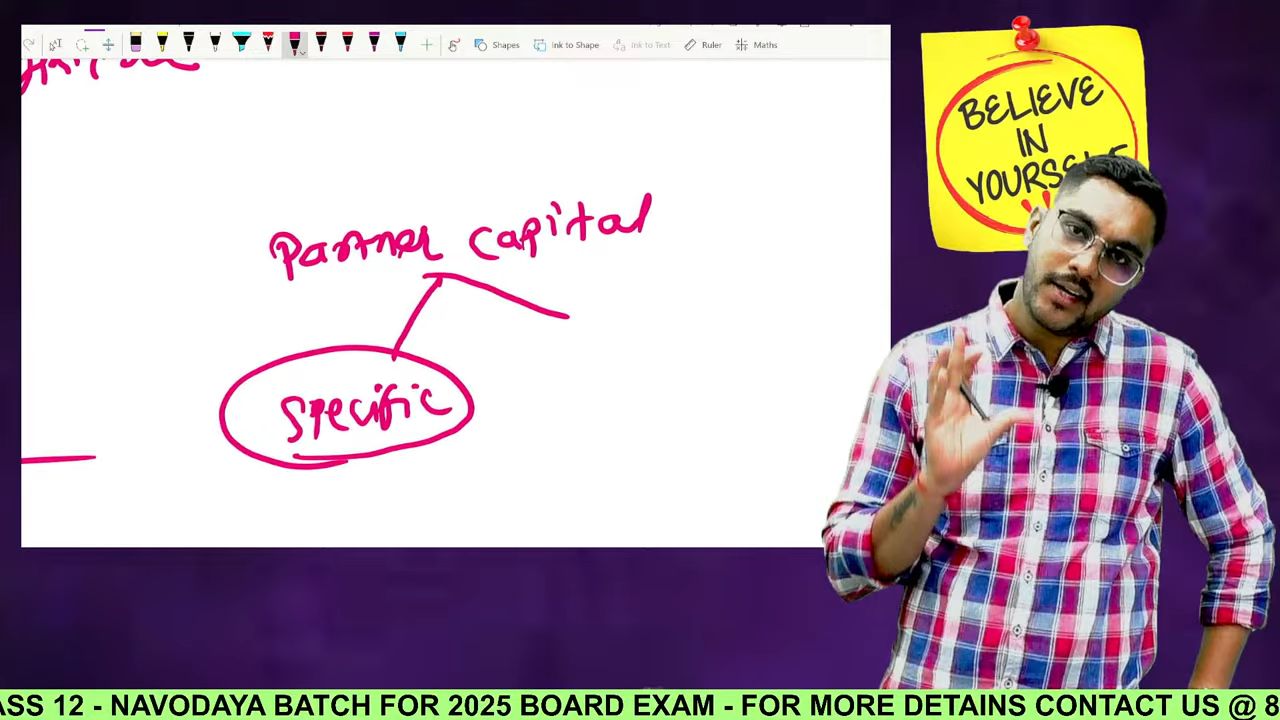 Shapes Ink to Shape Ink to Text Ruler Maths
BELIEVE
IN
YOURSELF
!!
Partner capital
Specific
ASS 12 - NAVODAYA BATCH FOR 2025 BOARD EXAM - FOR MORE DETAINS CONTACT US @ 8